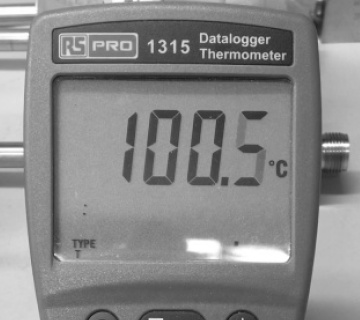 RS PRO 1315 Datalogger
Thermometer
100.5 °C
TYPE
T